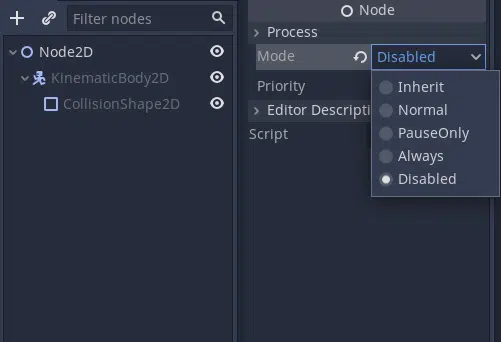 Filter nodes
Node2D
KinematicBody2D
CollisionShape2D
Node
Process
Mode
Disabled
Inherit
Normal
PauseOnly
Always
Disabled
Priority
Editor Descripti
Script